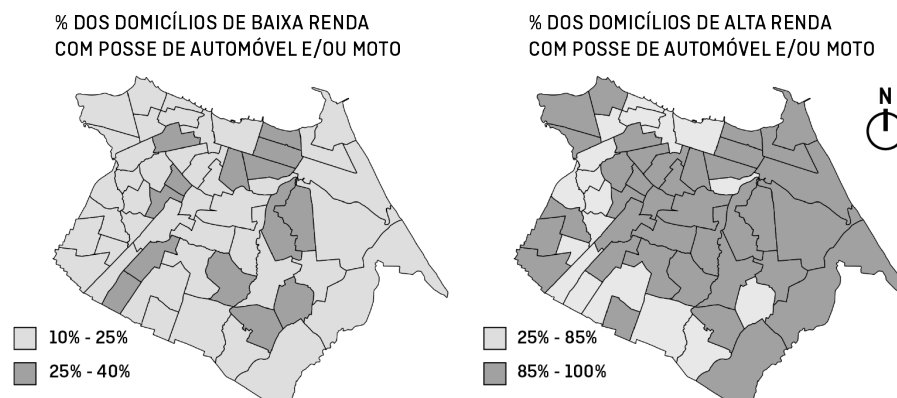 % DOS DOMICÍLIOS DE BAIXA RENDA
COM POSSE DE AUTOMÓVEL E/OU MOTO
10% - 25%
25% - 40%
% DOS DOMICÍLIOS DE ALTA RENDA
COM POSSE DE AUTOMÓVEL E/OU MOTO
N
25% - 85%
85% - 100%